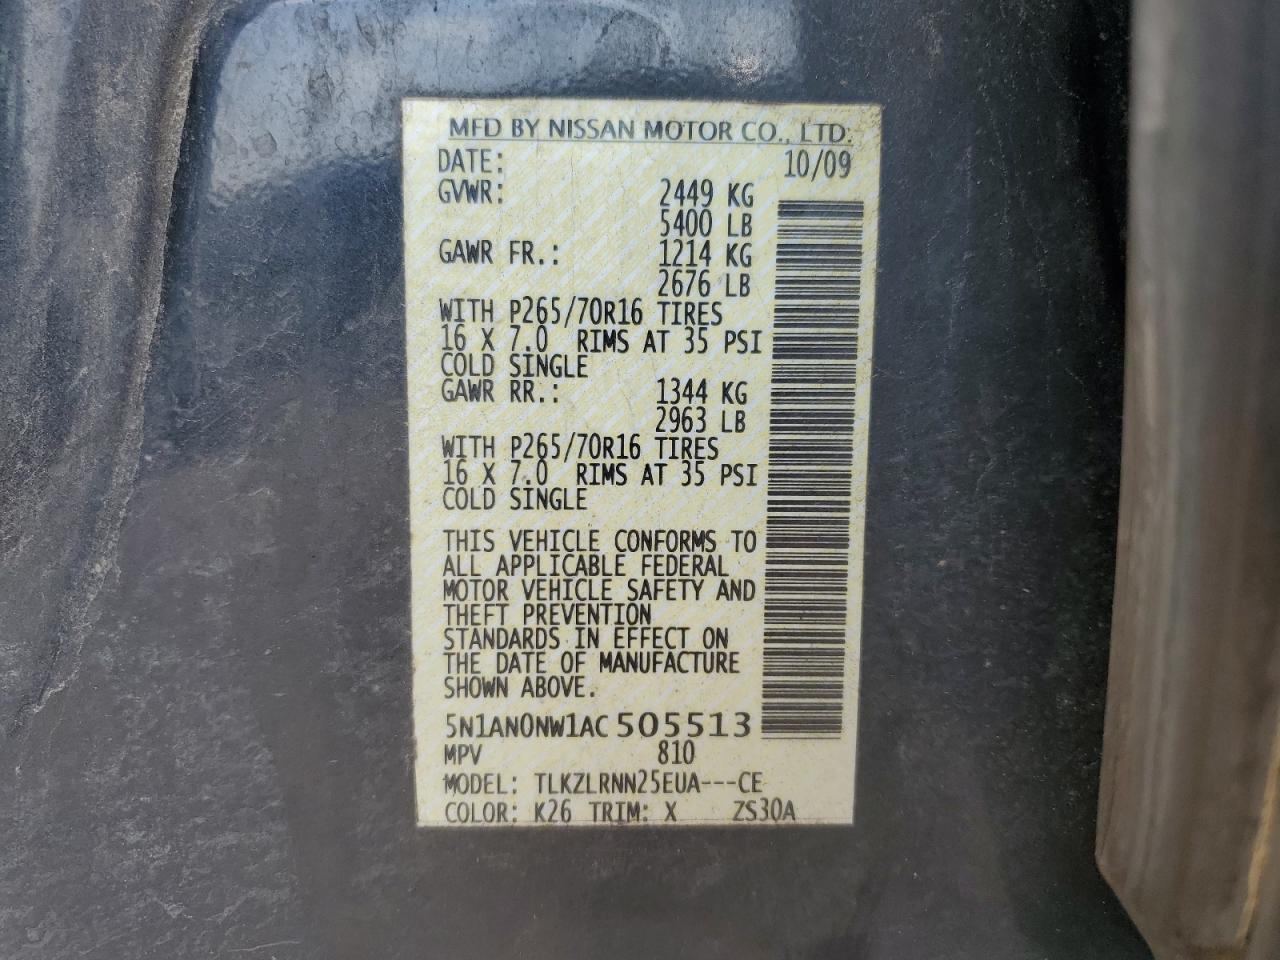 MFD BY NISSAN MOTOR CO., LTD.
DATE: 10/09
GVWR: 2449 KG
5400 LB
GAWR FR.: 1214 KG
2676 LB
WITH P265/70R16 TIRES
16 X 7.0 RIMS AT 35 PSI
COLD SINGLE
GAWR RR.: 1344 KG
2963 LB
WITH P265/70R16 TIRES
16 X 7.0 RIMS AT 35 PSI
COLD SINGLE
THIS VEHICLE CONFORMS TO
ALL APPLICABLE FEDERAL
MOTOR VEHICLE SAFETY AND
THEFT PREVENTION
STANDARDS IN EFFECT ON
THE DATE OF MANUFACTURE
SHOWN ABOVE.
5N1AN0NW1AC505513
MPV 810
MODEL: TLKZLRNN25EUA---CE
COLOR: K26 TRIM: X ZS30A